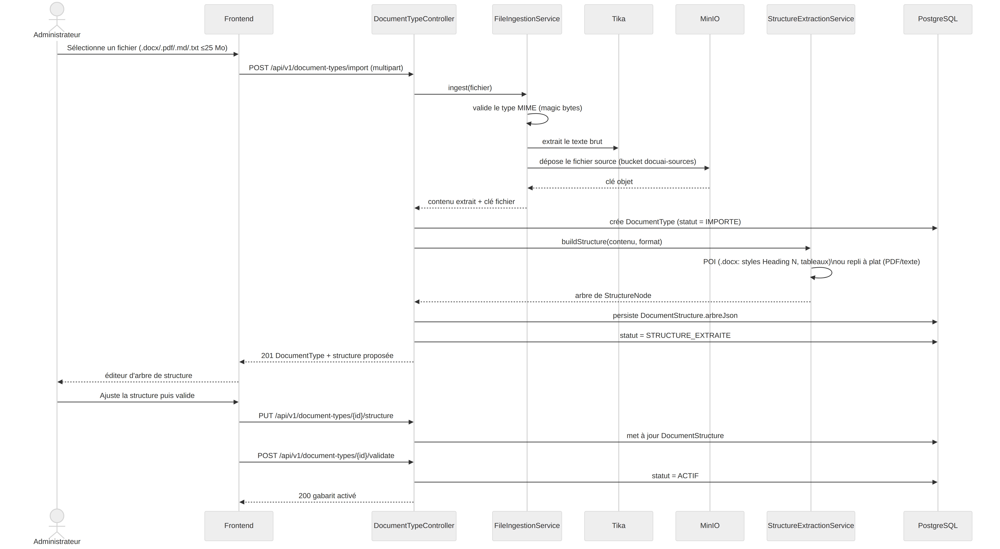 Administrateur
Frontend
DocumentTypeController
FileIngestionService
Tika
MinIO
StructureExtractionService
PostgreSQL
Sélectionne un fichier (.docx/.pdf/.md/.txt ≤25 Mo)
POST /api/v1/document-types/import (multipart)
ingest(fichier)
valide le type MIME (magic bytes)
extrait le texte brut
dépose le fichier source (bucket docuai-sources)
clé objet
contenu extrait + clé fichier
crée DocumentType (statut = IMPORTE)
buildStructure(contenu, format)
POI (.docx: styles Heading N, tableaux)\nou repli à plat (PDF/texte)
arbre de StructureNode
persiste DocumentStructure.arbreJson
statut = STRUCTURE_EXTRAITE
201 DocumentType + structure proposée
éditeur d'arbre de structure
Ajuste la structure puis valide
PUT /api/v1/document-types/{id}/structure
met à jour DocumentStructure
POST /api/v1/document-types/{id}/validate
statut = ACTIF
200 gabarit activé
Administrateur
Frontend
DocumentTypeController
FileIngestionService
Tika
MinIO
StructureExtractionService
PostgreSQL